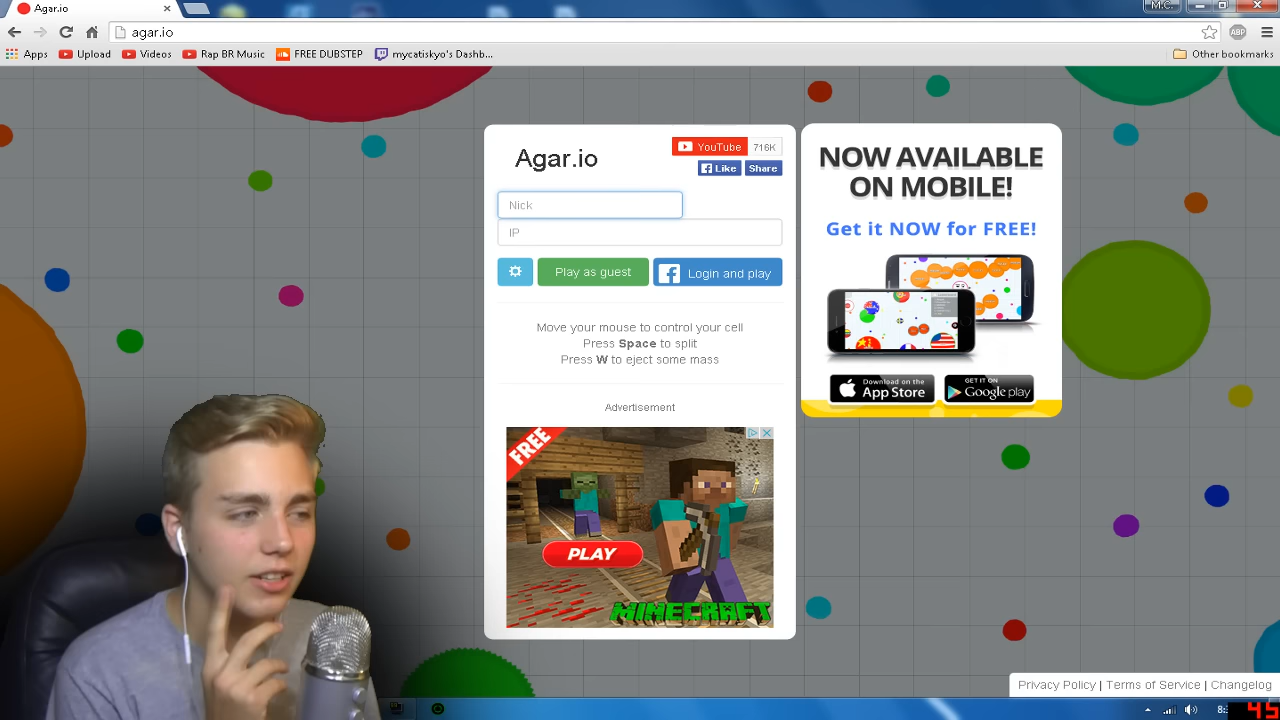 Agar.io
M.C.
agar.io
ABP
Apps
Upload
Videos
Rap BR Music
FREE DUBSTEP
mycatiskyo's Dashb...
Other bookmarks
Agar.io
YouTube 716K
Like Share
Nick
IP
Play as guest
Login and play
Move your mouse to control your cell
Press Space to split
Press W to eject some mass
Advertisement
FREE
PLAY
MINECRAFT
NOW AVAILABLE
ON MOBILE!
Get it NOW for FREE!
Download on the
App Store
GET IT ON
Google play
Privacy Policy | Terms of Service | Changelog
45